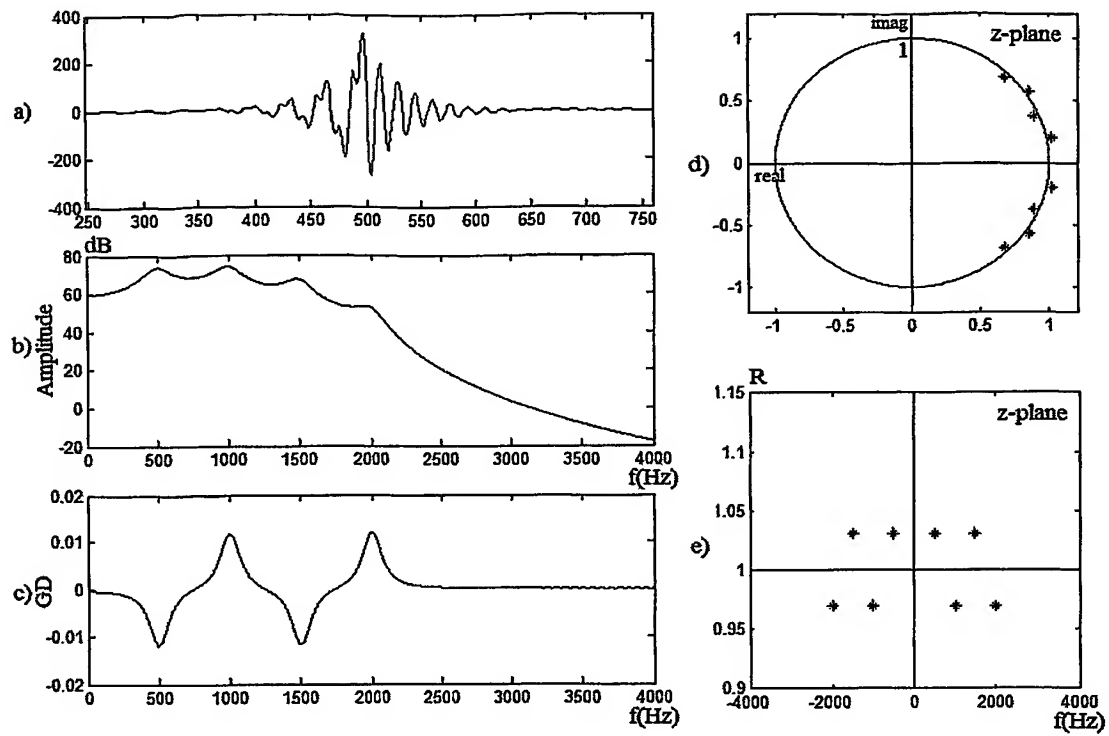 a)
400
200
0
-200
-400
250 300 350 400 450 500 550 600 650 700 750
b)
dB
Amplitude
80
60
40
20
0
-20
0 500 1000 1500 2000 2500 3000 3500 4000
f(Hz)
c)
GD
0.02
0.01
0
-0.01
-0.02
0 500 1000 1500 2000 2500 3000 3500 4000
f(Hz)
d)
imag
1
z-plane
real
1
0.5
0
-0.5
-1
-1 -0.5 0 0.5 1
e)
R
z-plane
1.15
1.1
1.05
1
0.95
0.9
-4000 -2000 0 2000 4000
f(Hz)